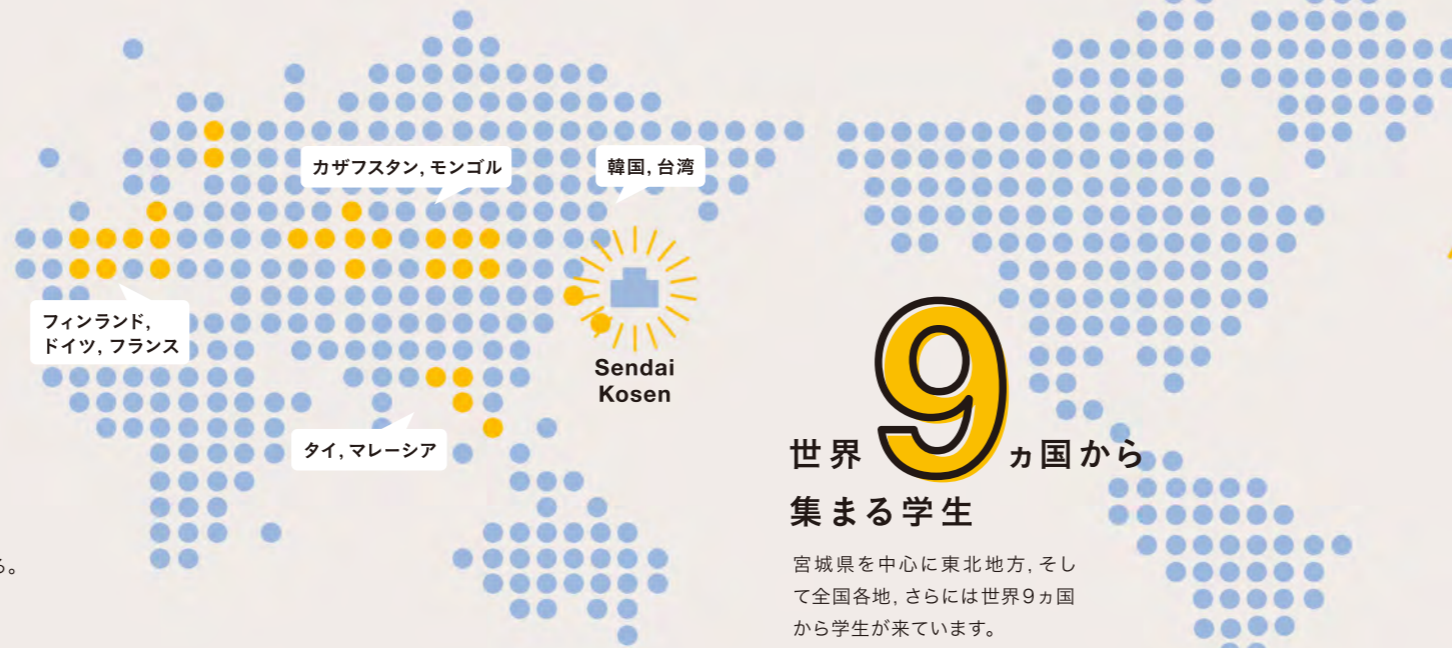 カザフスタン, モンゴル
韓国, 台湾
フィンランド,
ドイツ, フランス
Sendai
Kosen
タイ, マレーシア
世界9ヵ国から
集まる学生
宮城県を中心に東北地方, そし
て全国各地, さらには世界9ヵ国
から学生が来ています。
る。